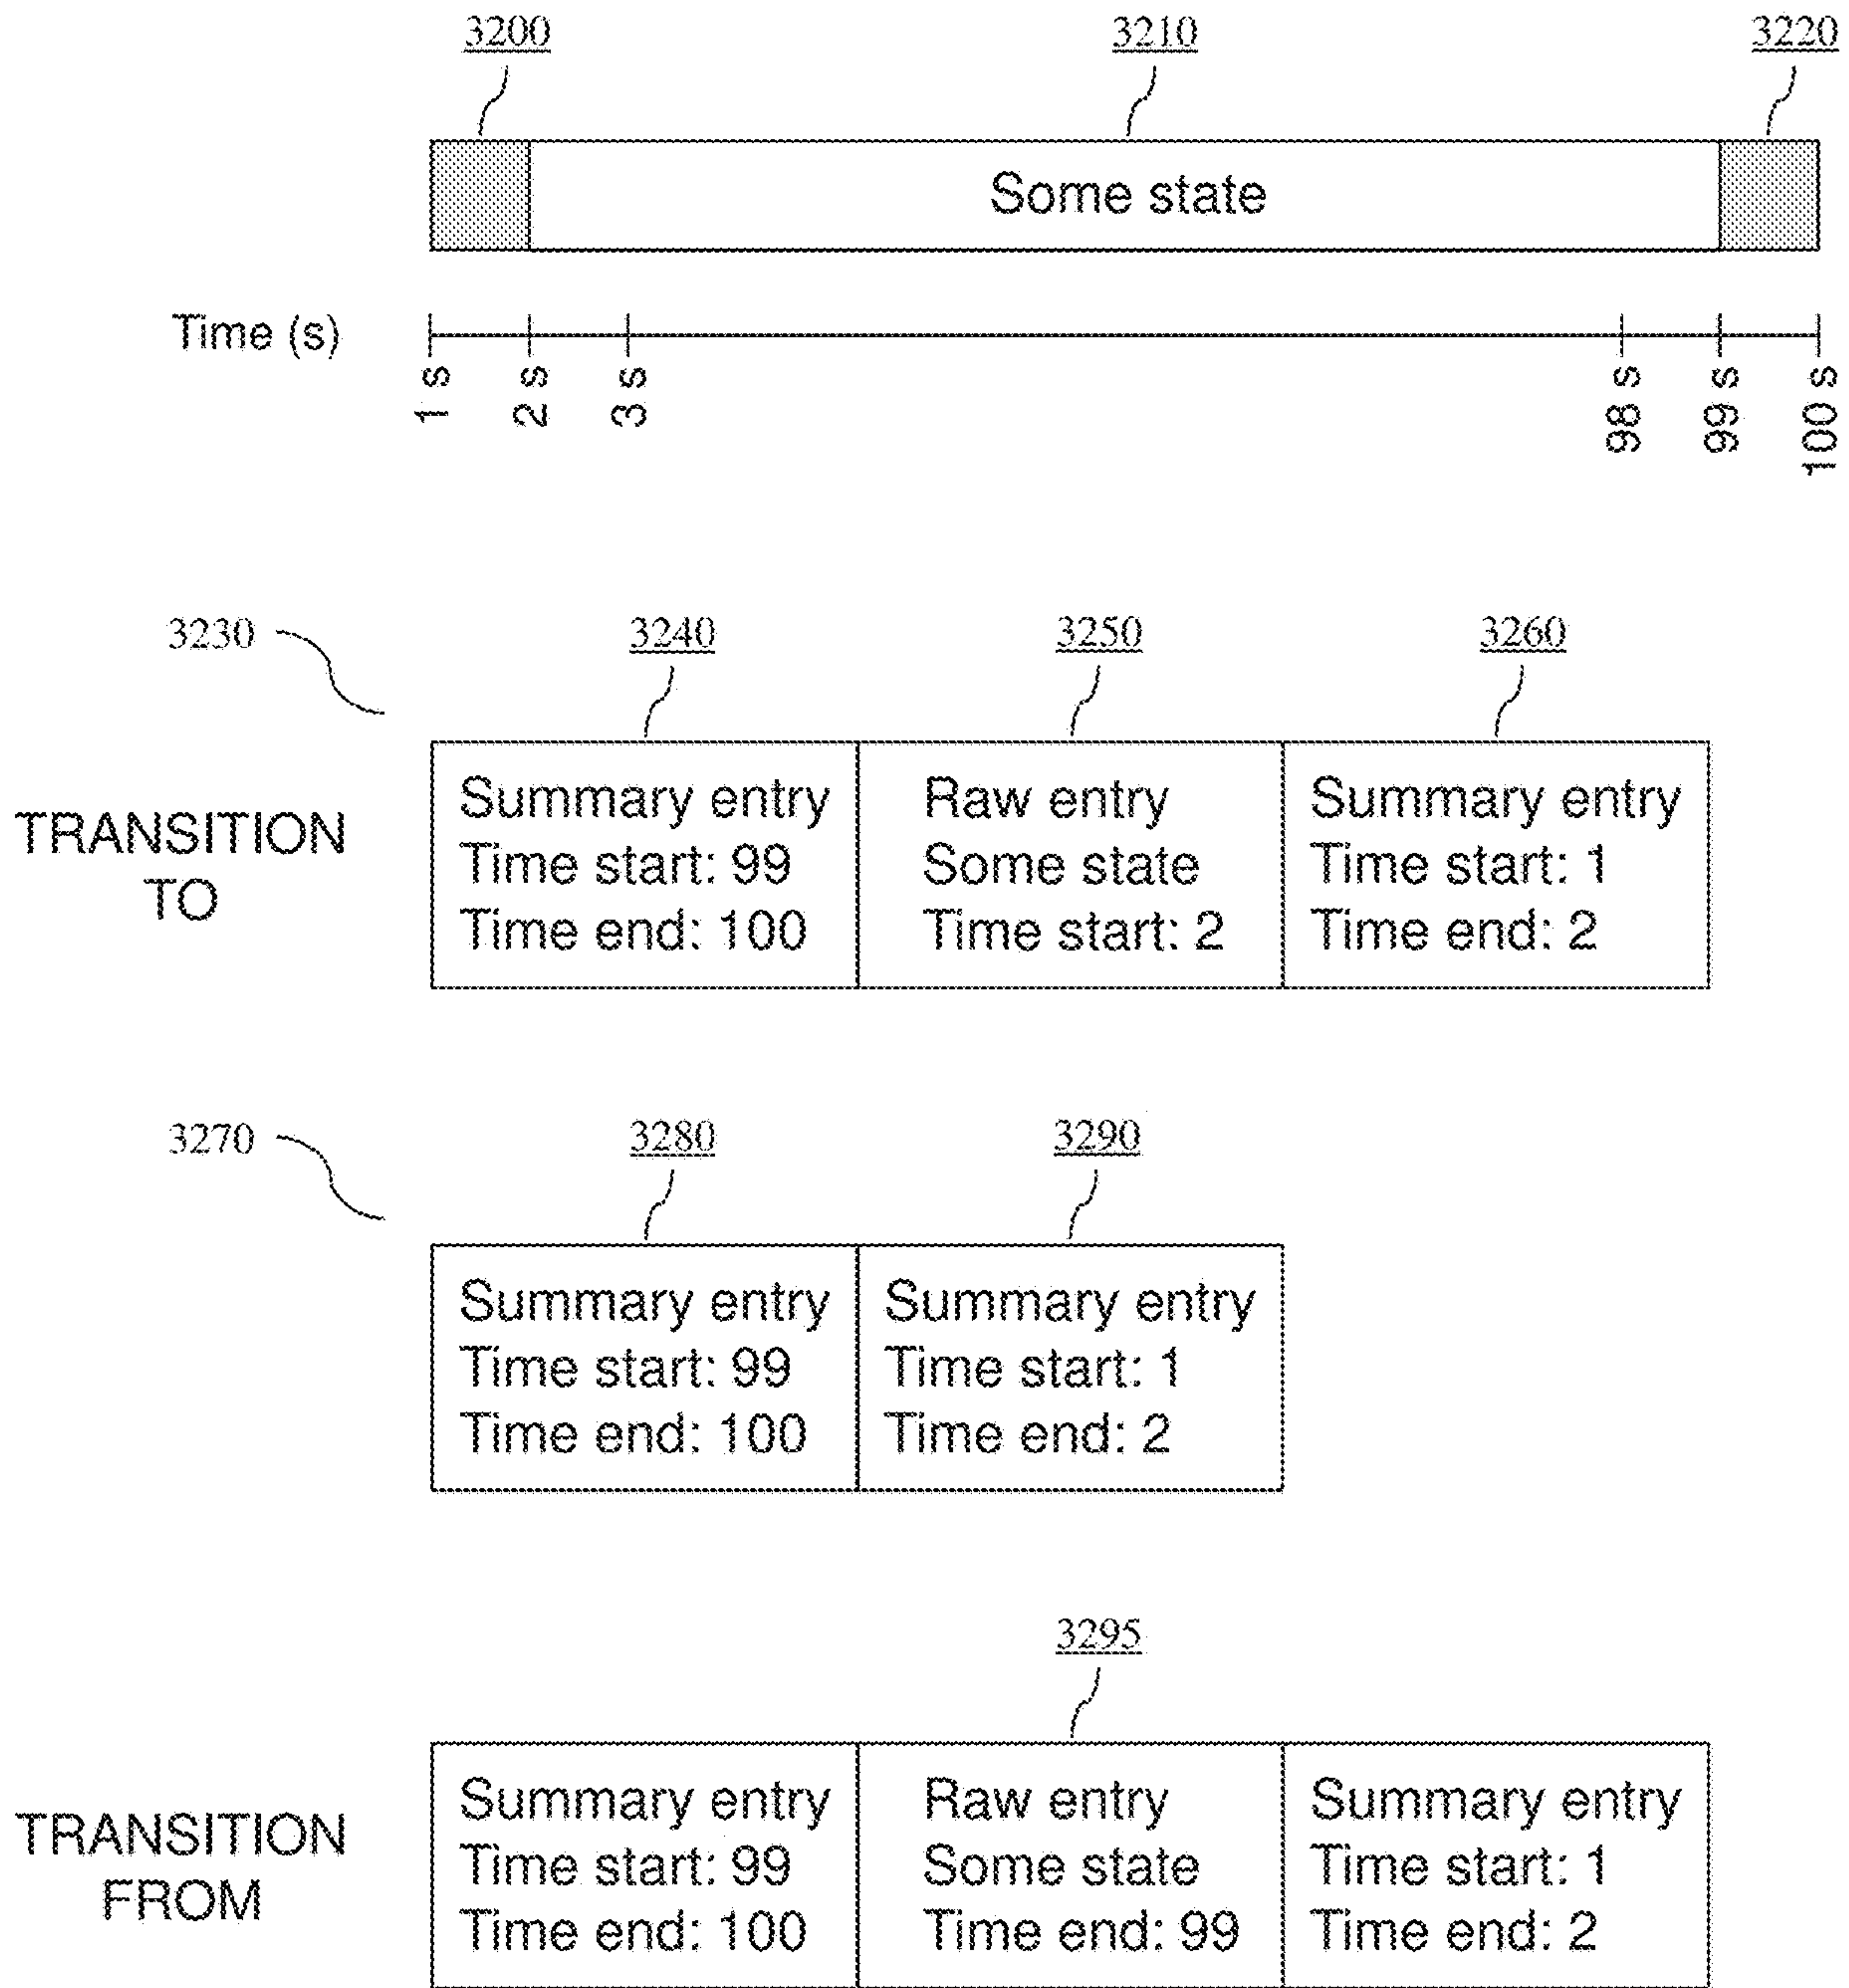 3200 3210 3220
Some state
Time (s)
1 s 2 s 3 s 98 s 99 s 100 s
3230 3240 3250 3260
TRANSITION
TO
Summary entry
Time start: 99
Time end: 100
Raw entry
Some state
Time start: 2
Summary entry
Time start: 1
Time end: 2
3270 3280 3290
Summary entry
Time start: 99
Time end: 100
Summary entry
Time start: 1
Time end: 2
3295
TRANSITION
FROM
Summary entry
Time start: 99
Time end: 100
Raw entry
Some state
Time end: 99
Summary entry
Time start: 1
Time end: 2